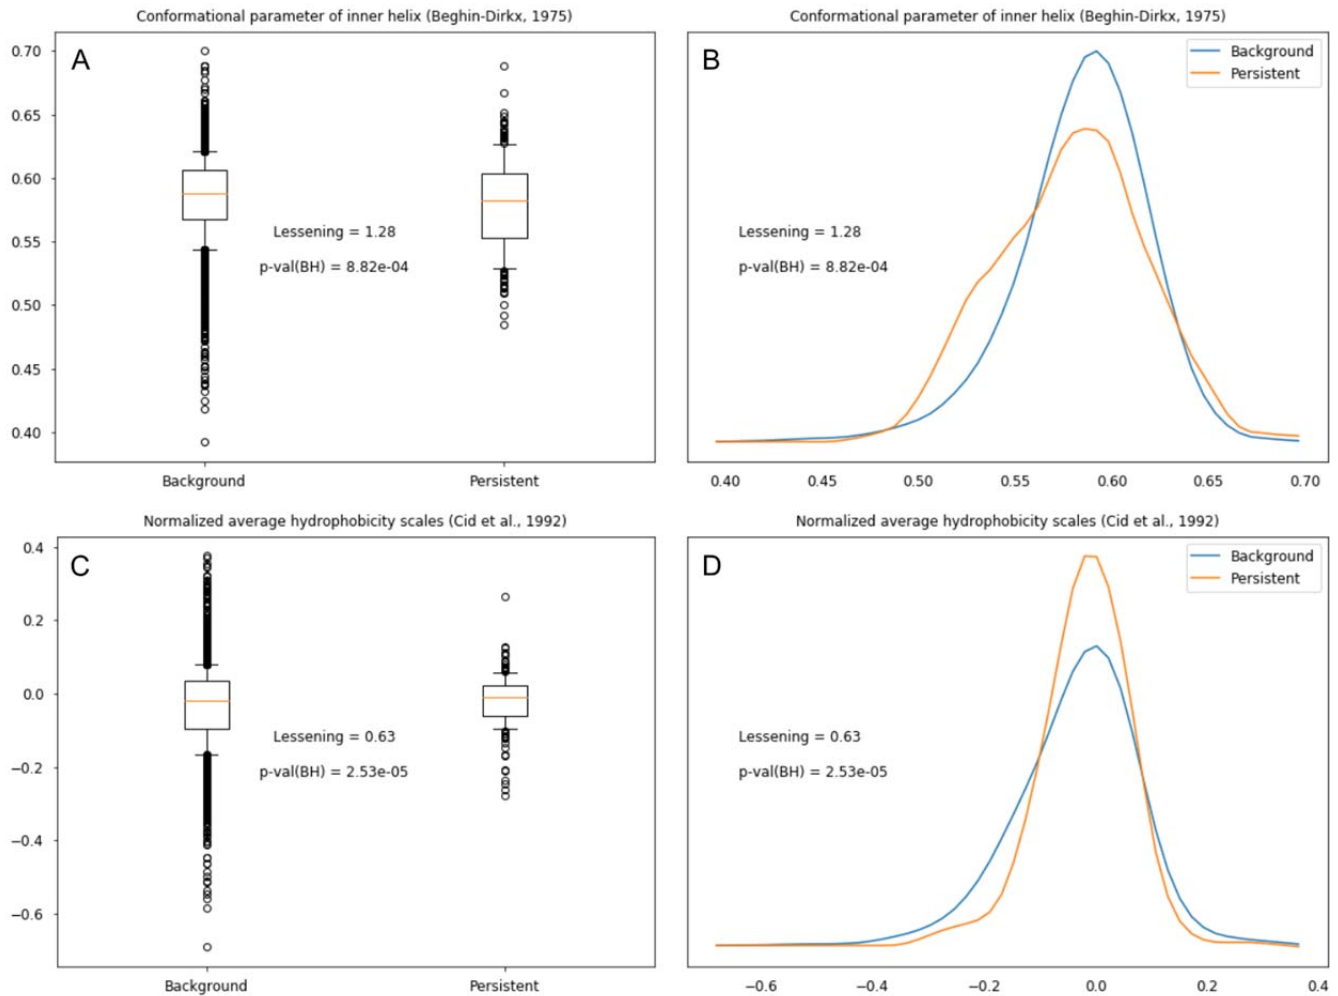 Conformational parameter of inner helix (Beghin-Dirkx, 1975)
A
0.70
0.65
0.60
0.55
0.50
0.45
0.40
Lessening = 1.28
p-val(BH) = 8.82e-04
Background
Persistent
Conformational parameter of inner helix (Beghin-Dirkx, 1975)
B
Background
Persistent
Lessening = 1.28
p-val(BH) = 8.82e-04
0.40 0.45 0.50 0.55 0.60 0.65 0.70
Normalized average hydrophobicity scales (Cid et al., 1992)
C
0.4
0.2
0.0
−0.2
−0.4
−0.6
Lessening = 0.63
p-val(BH) = 2.53e-05
Background
Persistent
Normalized average hydrophobicity scales (Cid et al., 1992)
D
Background
Persistent
Lessening = 0.63
p-val(BH) = 2.53e-05
−0.6 −0.4 −0.2 0.0 0.2 0.4